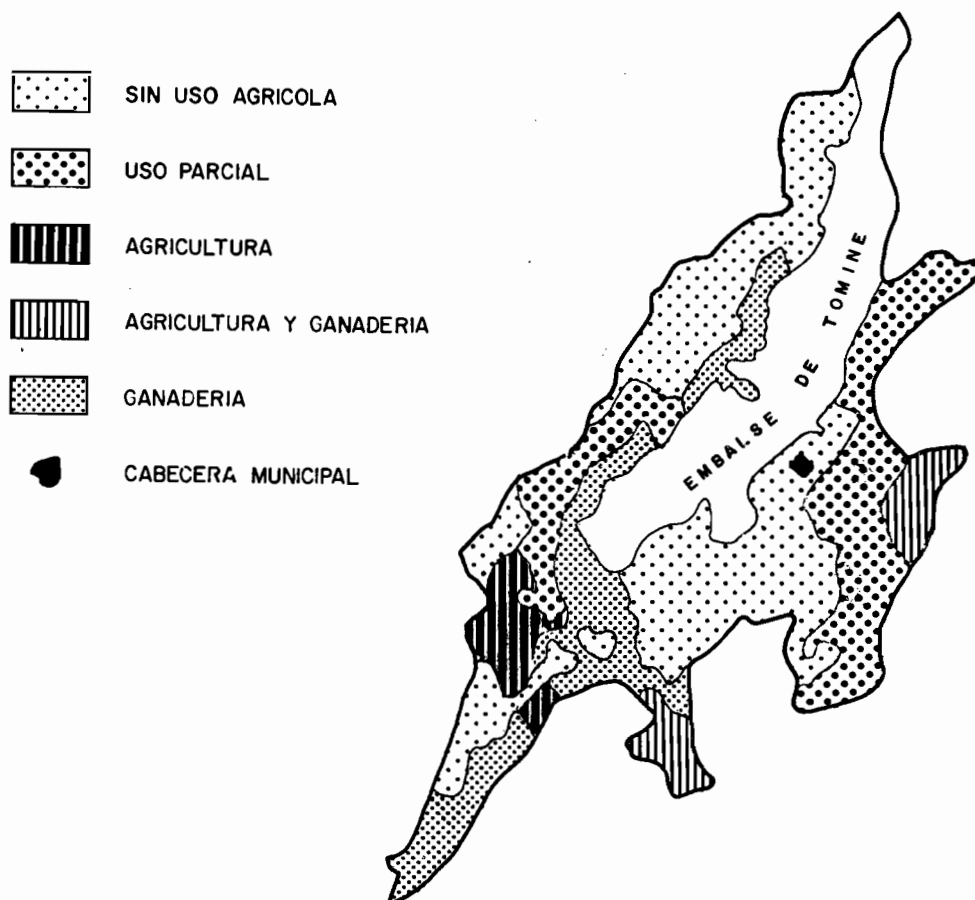 SIN USO AGRICOLA
USO PARCIAL
AGRICULTURA
AGRICULTURA Y GANADERIA
GANADERIA
CABECERA MUNICIPAL
EMBALSE DE TOMINE